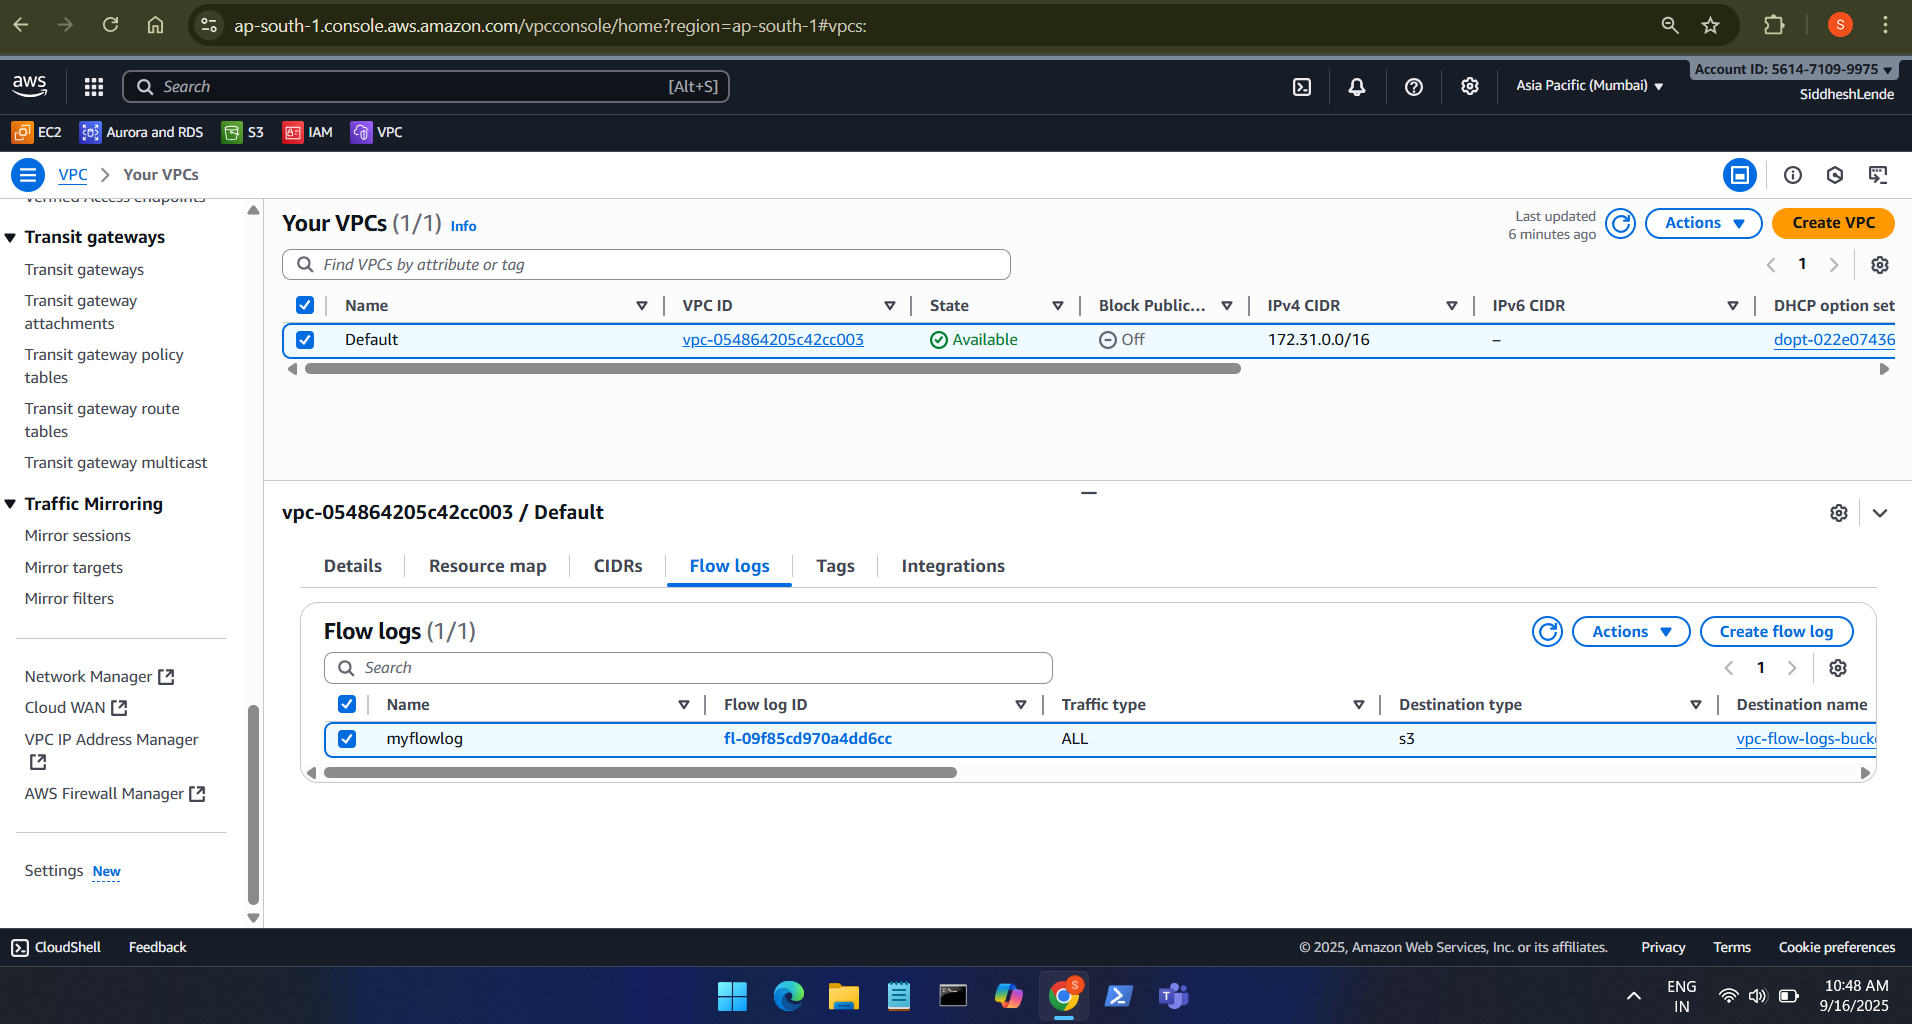 ap-south-1.console.aws.amazon.com/vpcconsole/home?region=ap-south-1#vpcs:
S
aws
Search
[Alt+S]
Asia Pacific (Mumbai)
Account ID: 5614-7109-9975
SiddheshLende
EC2
Aurora and RDS
S3
IAM
VPC
VPC
Your VPCs
Verified Access endpoints
Transit gateways
Transit gateways
Transit gateway
attachments
Transit gateway policy
tables
Transit gateway route
tables
Transit gateway multicast
Traffic Mirroring
Mirror sessions
Mirror targets
Mirror filters
Network Manager
Cloud WAN
VPC IP Address Manager
AWS Firewall Manager
Settings New
Your VPCs (1/1) Info
Last updated
6 minutes ago
Actions
Create VPC
Find VPCs by attribute or tag
1
Name VPC ID State Block Public... IPv4 CIDR IPv6 CIDR DHCP option set
Default vpc-054864205c42cc003 Available Off 172.31.0.0/16 – dopt-022e07436
vpc-054864205c42cc003 / Default
Details
Resource map
CIDRs
Flow logs
Tags
Integrations
Flow logs (1/1)
Actions
Create flow log
Search
1
Name Flow log ID Traffic type Destination type Destination name
myflowlog fl-09f85cd970a4dd6cc ALL s3 vpc-flow-logs-bucke
CloudShell
Feedback
© 2025, Amazon Web Services, Inc. or its affiliates.
Privacy
Terms
Cookie preferences
S
ENG
IN
10:48 AM
9/16/2025